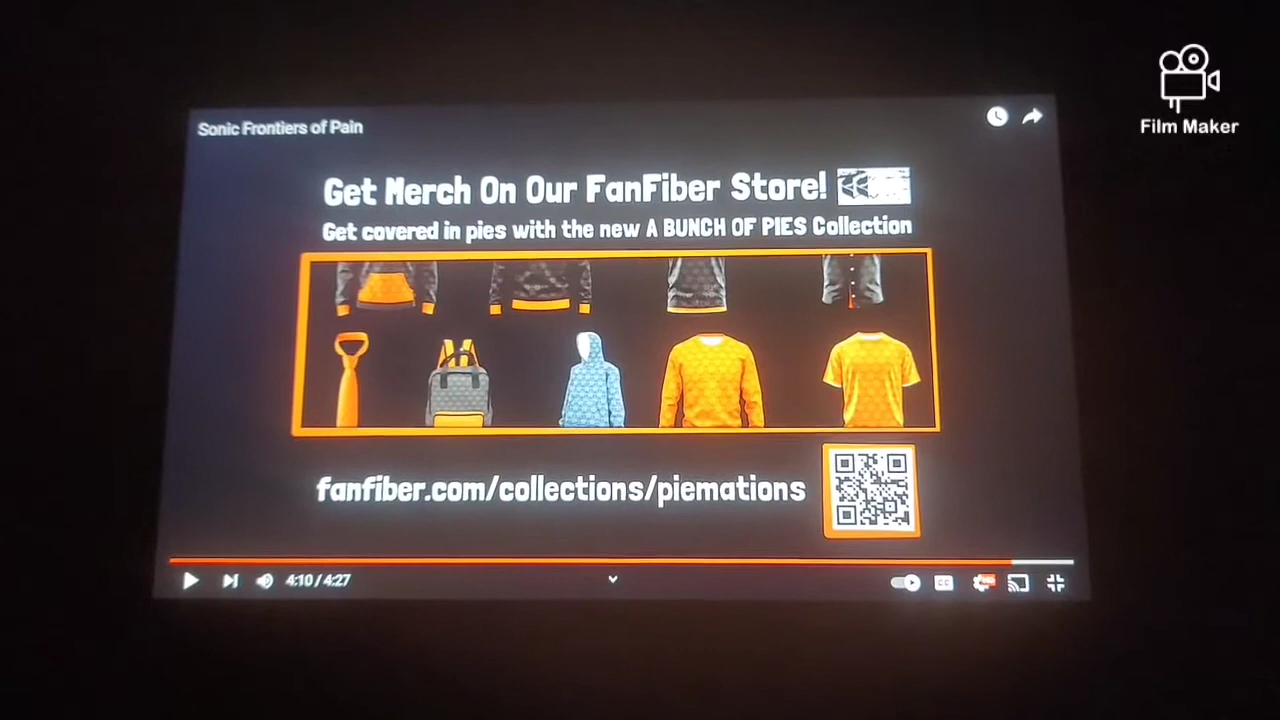 Sonic Frontiers of Pain
Film Maker
Get Merch On Our FanFiber Store!
Get covered in pies with the new A BUNCH OF PIES Collection
fanfiber.com/collections/piemations
4:10 / 4:27
CC